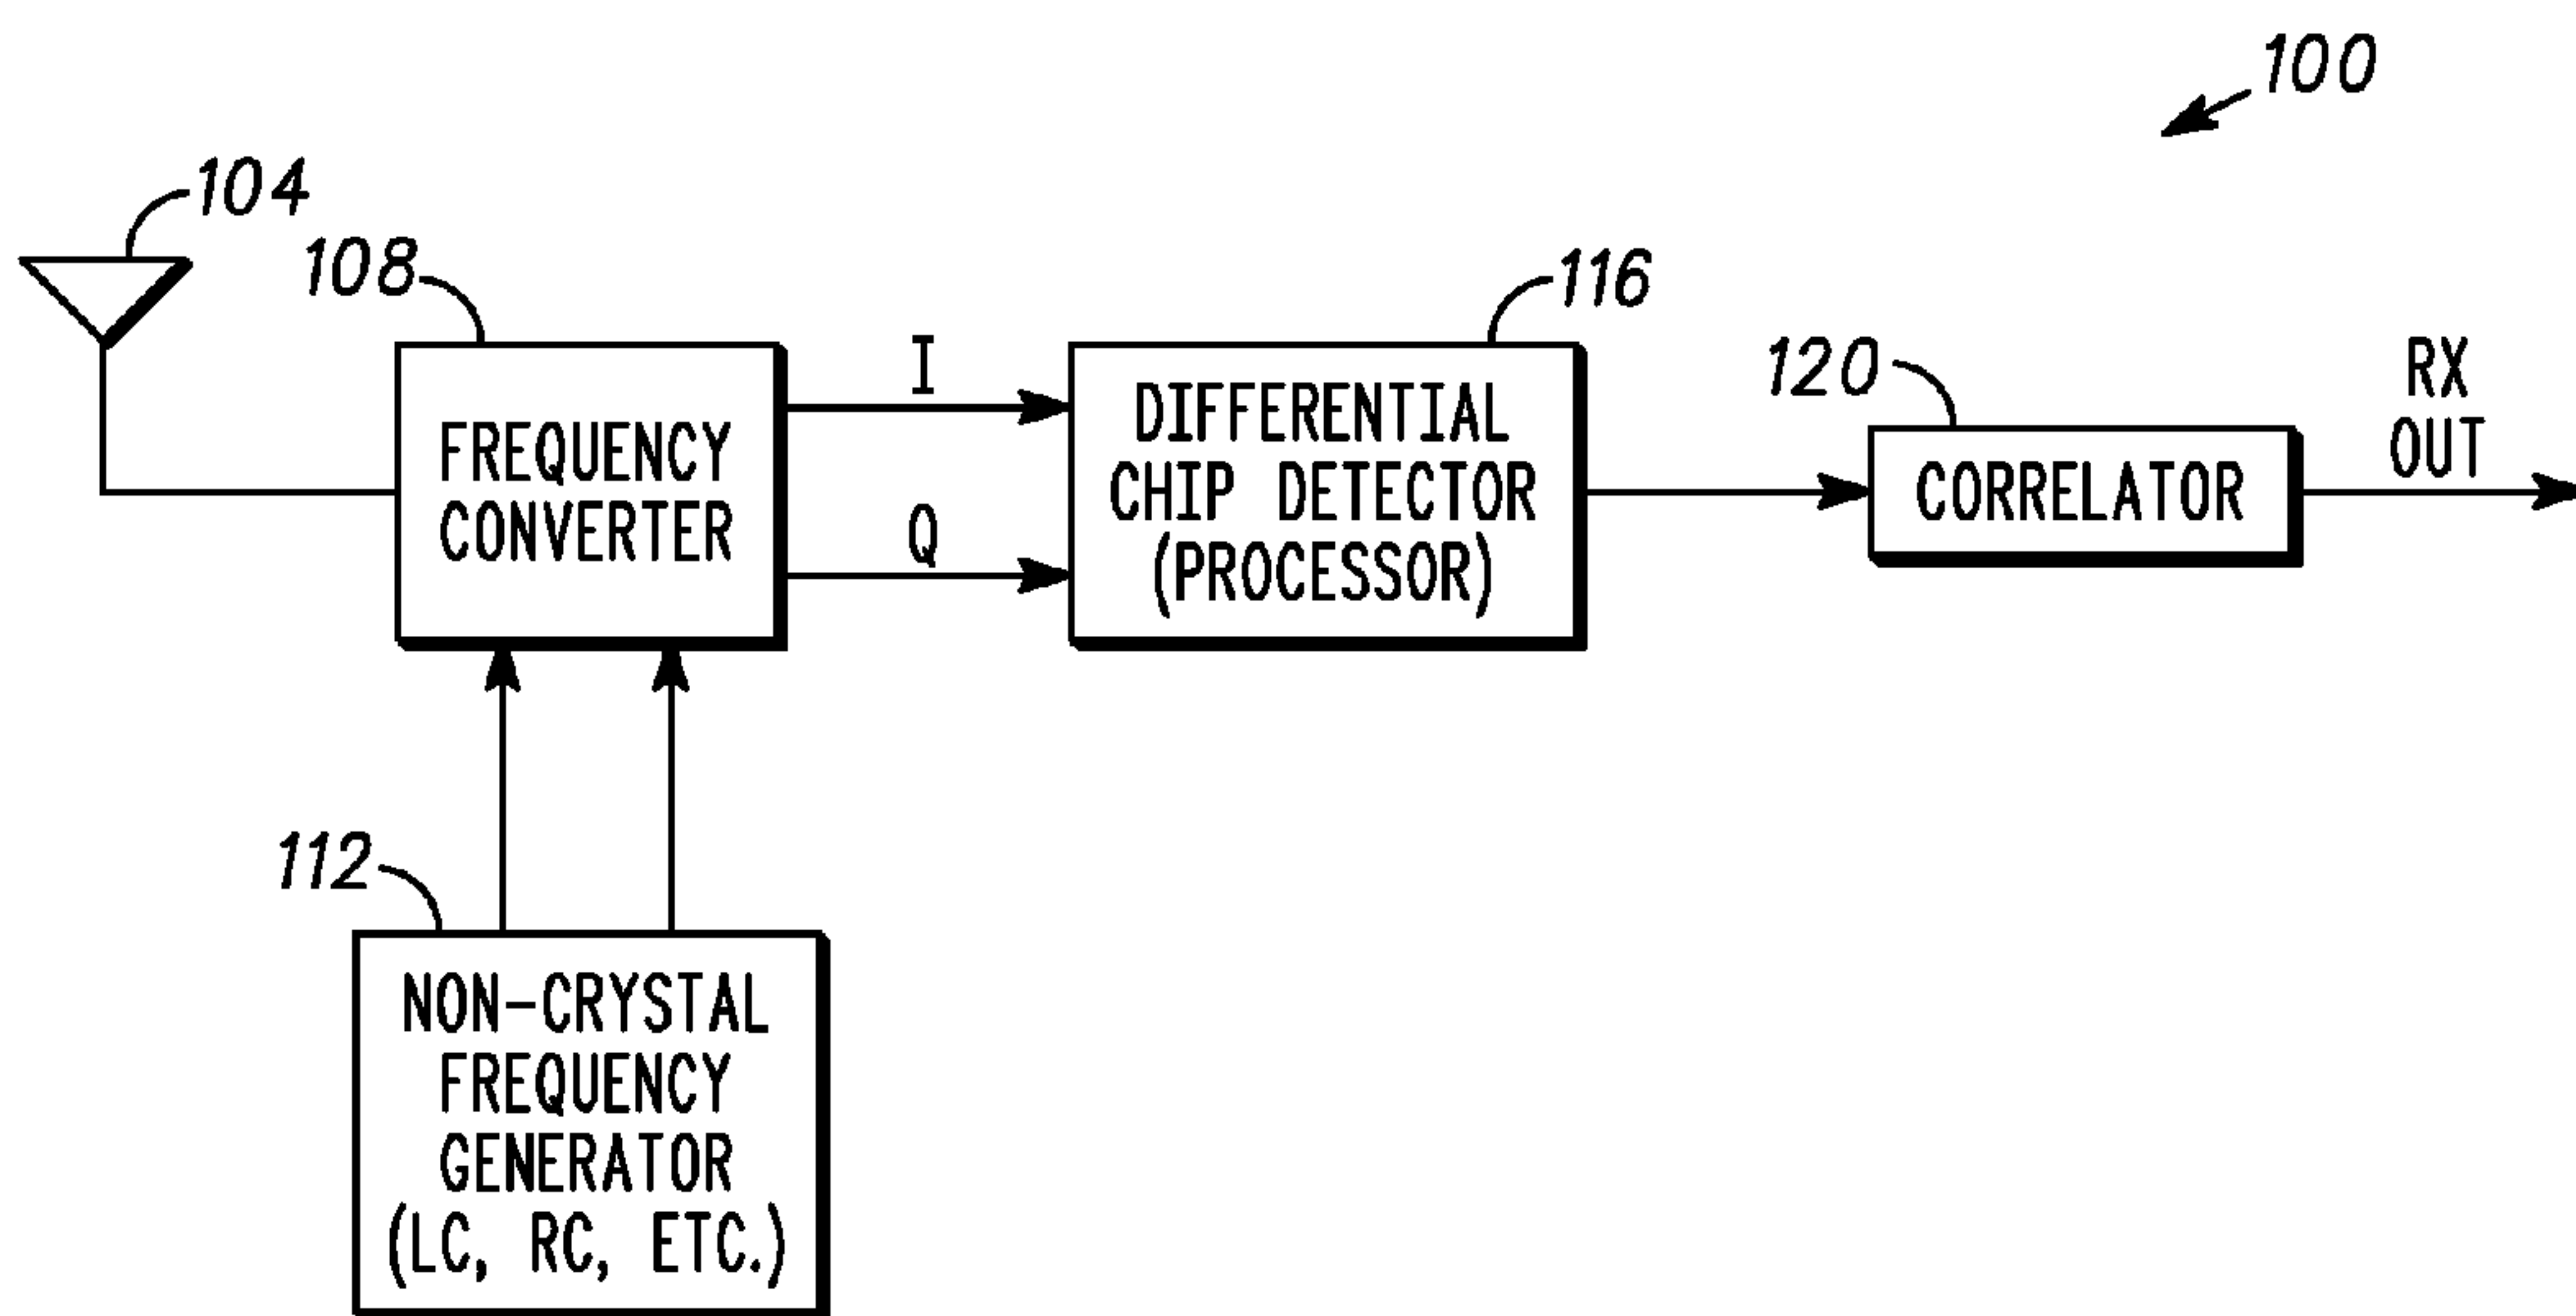 100
104
108
116
I
120
RX
OUT
FREQUENCY
CONVERTER
DIFFERENTIAL
CHIP DETECTOR
(PROCESSOR)
CORRELATOR
Q
112
NON-CRYSTAL
FREQUENCY
GENERATOR
(LC, RC, ETC.)